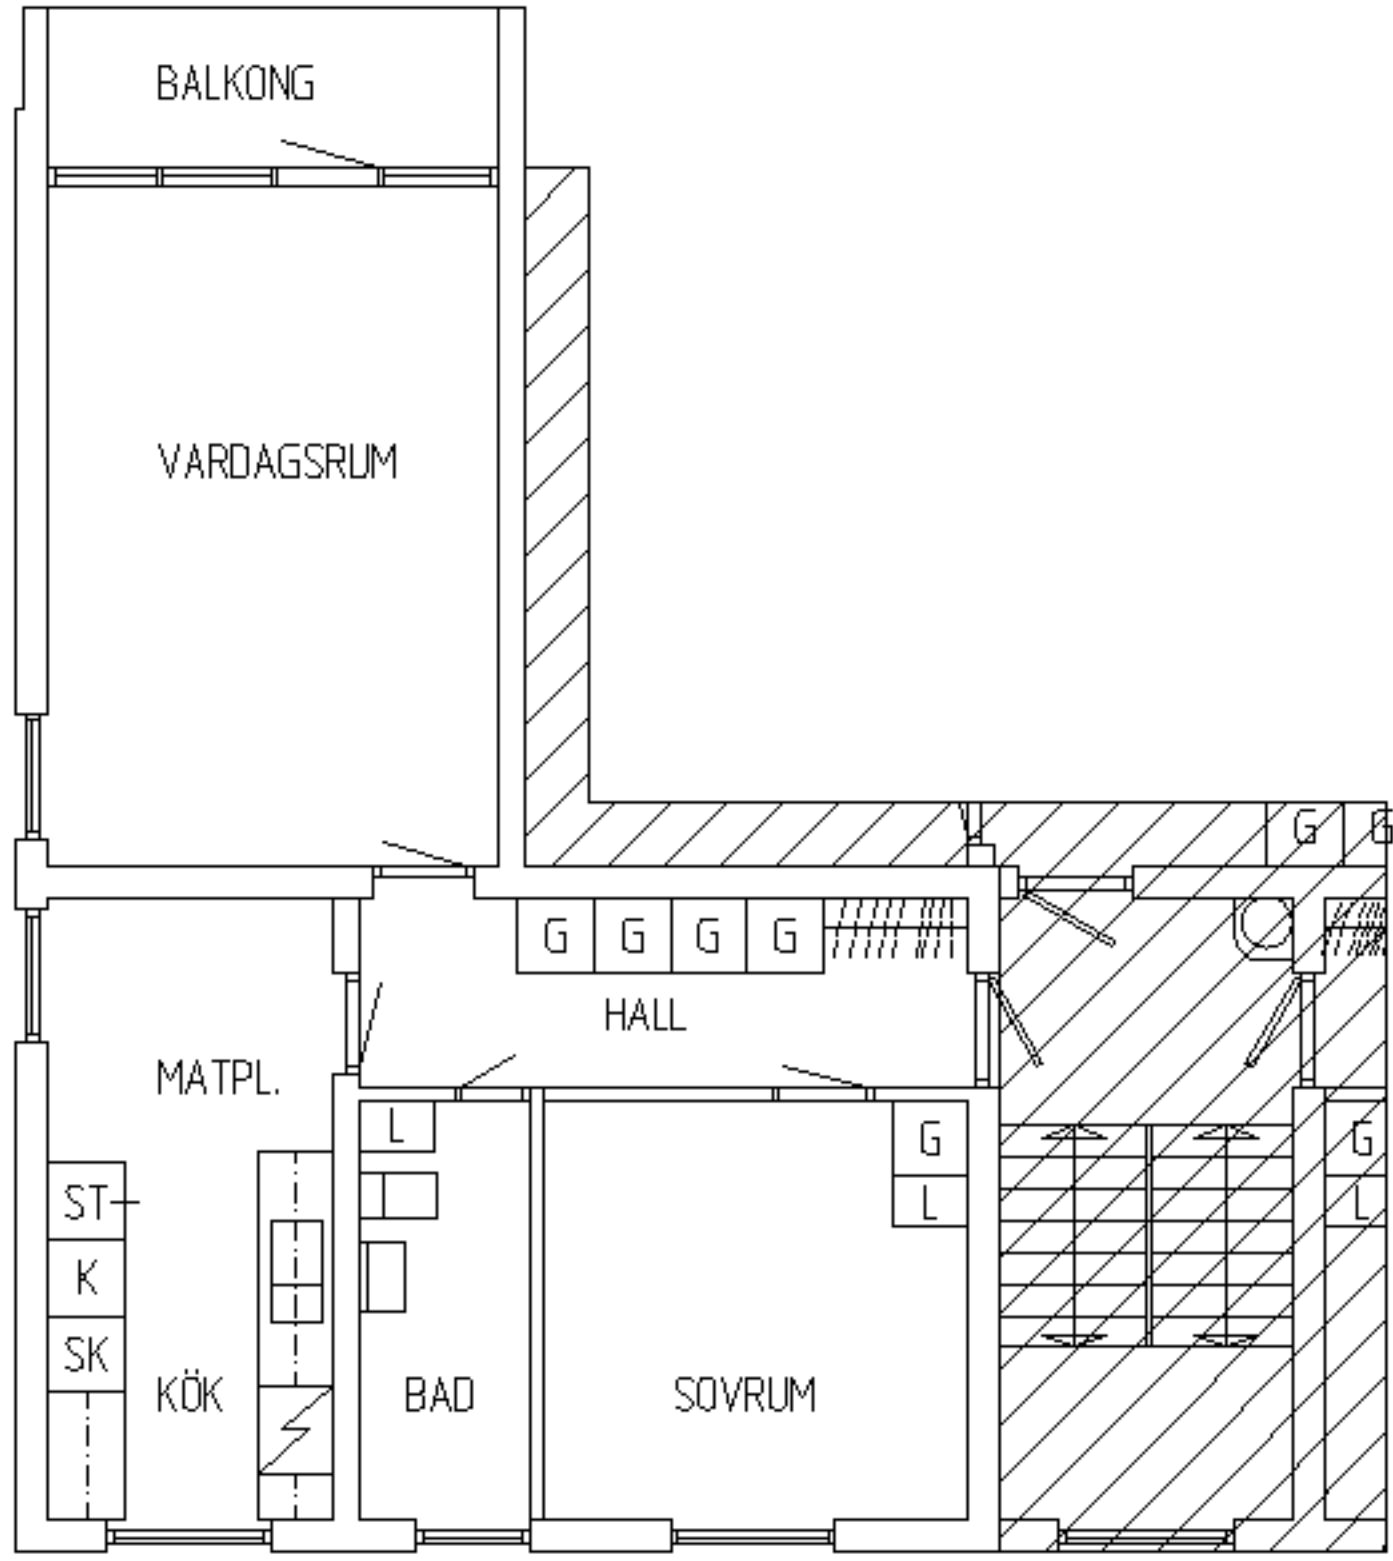 BALKONG
VARDAGSRUM
G G
G G G G
HALL
MATPL.
L
G
G
ST
L
L
K
SK
KÖK
BAD
SOVRUM